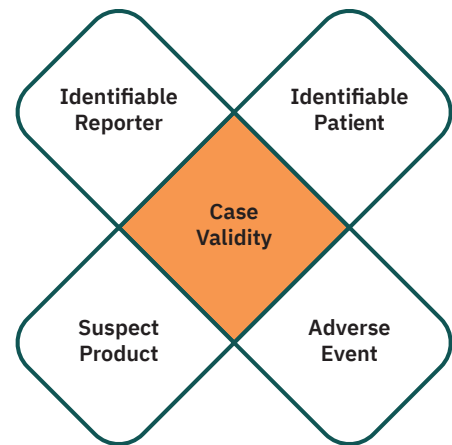 Identifiable
Reporter
Identifiable
Patient
Case
Validity
Suspect
Product
Adverse
Event